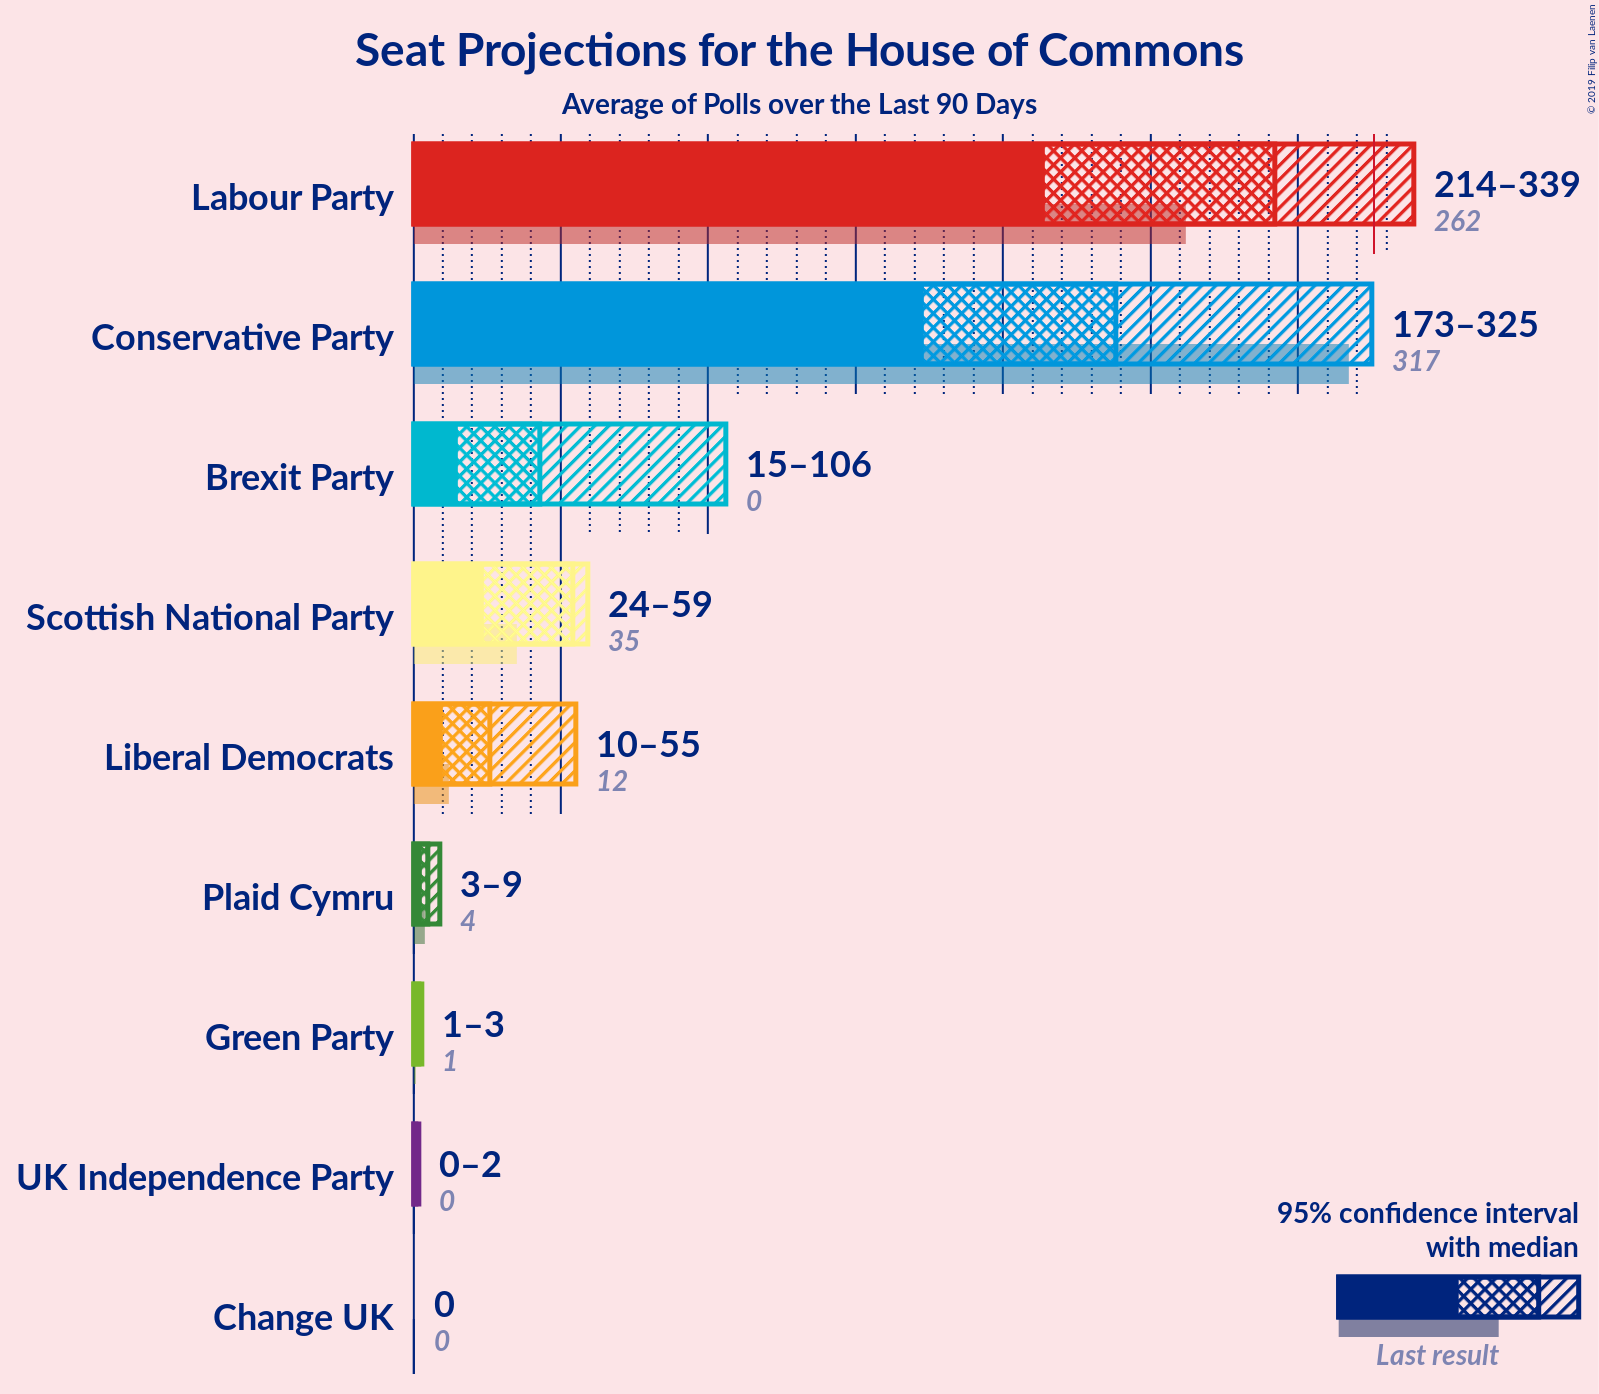 Seat Projections for the House of Commons
Average of Polls over the Last 90 Days
© 2019 Filip van Laenen
Labour Party
214–339
262
Conservative Party
173–325
317
Brexit Party
15–106
0
Scottish National Party
24–59
35
Liberal Democrats
10–55
12
Plaid Cymru
3–9
4
Green Party
1–3
1
UK Independence Party
0–2
0
Change UK
0
0
95% confidence interval
with median
Last result